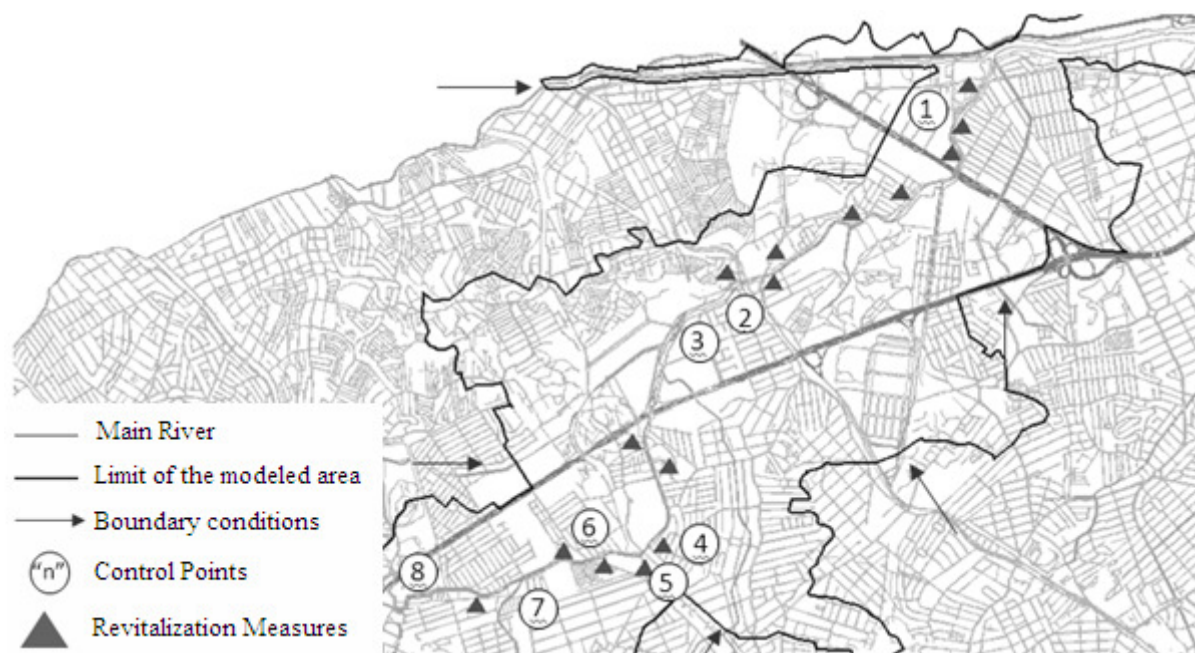 1
2
3
4
6
5
8
7
Main River
Limit of the modeled area
Boundary conditions
"n" Control Points
Revitalization Measures